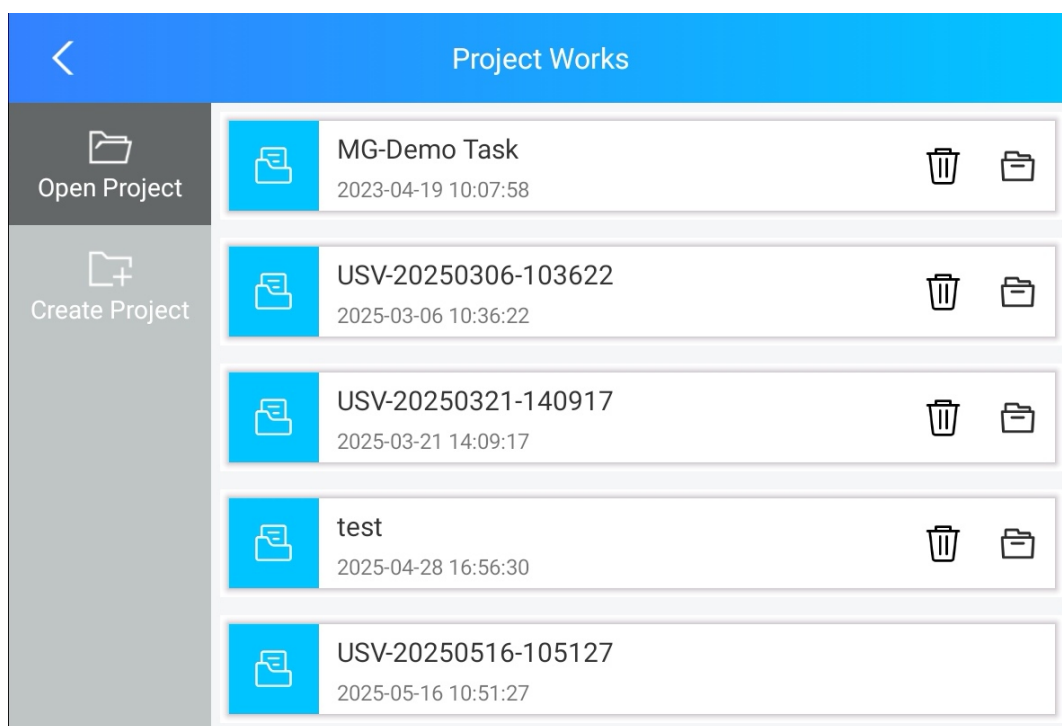 Project Works
Open Project
Create Project
MG-Demo Task
2023-04-19 10:07:58
USV-20250306-103622
2025-03-06 10:36:22
USV-20250321-140917
2025-03-21 14:09:17
test
2025-04-28 16:56:30
USV-20250516-105127
2025-05-16 10:51:27